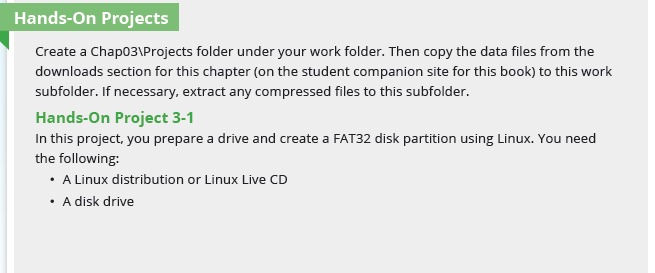 Hands-On Projects
Create a Chap03\Projects folder under your work folder. Then copy the data files from the
downloads section for this chapter (on the student companion site for this book) to this work
subfolder. If necessary, extract any compressed files to this subfolder.
Hands-On Project 3-1
In this project, you prepare a drive and create a FAT32 disk partition using Linux. You need
the following:
• A Linux distribution or Linux Live CD
• A disk drive